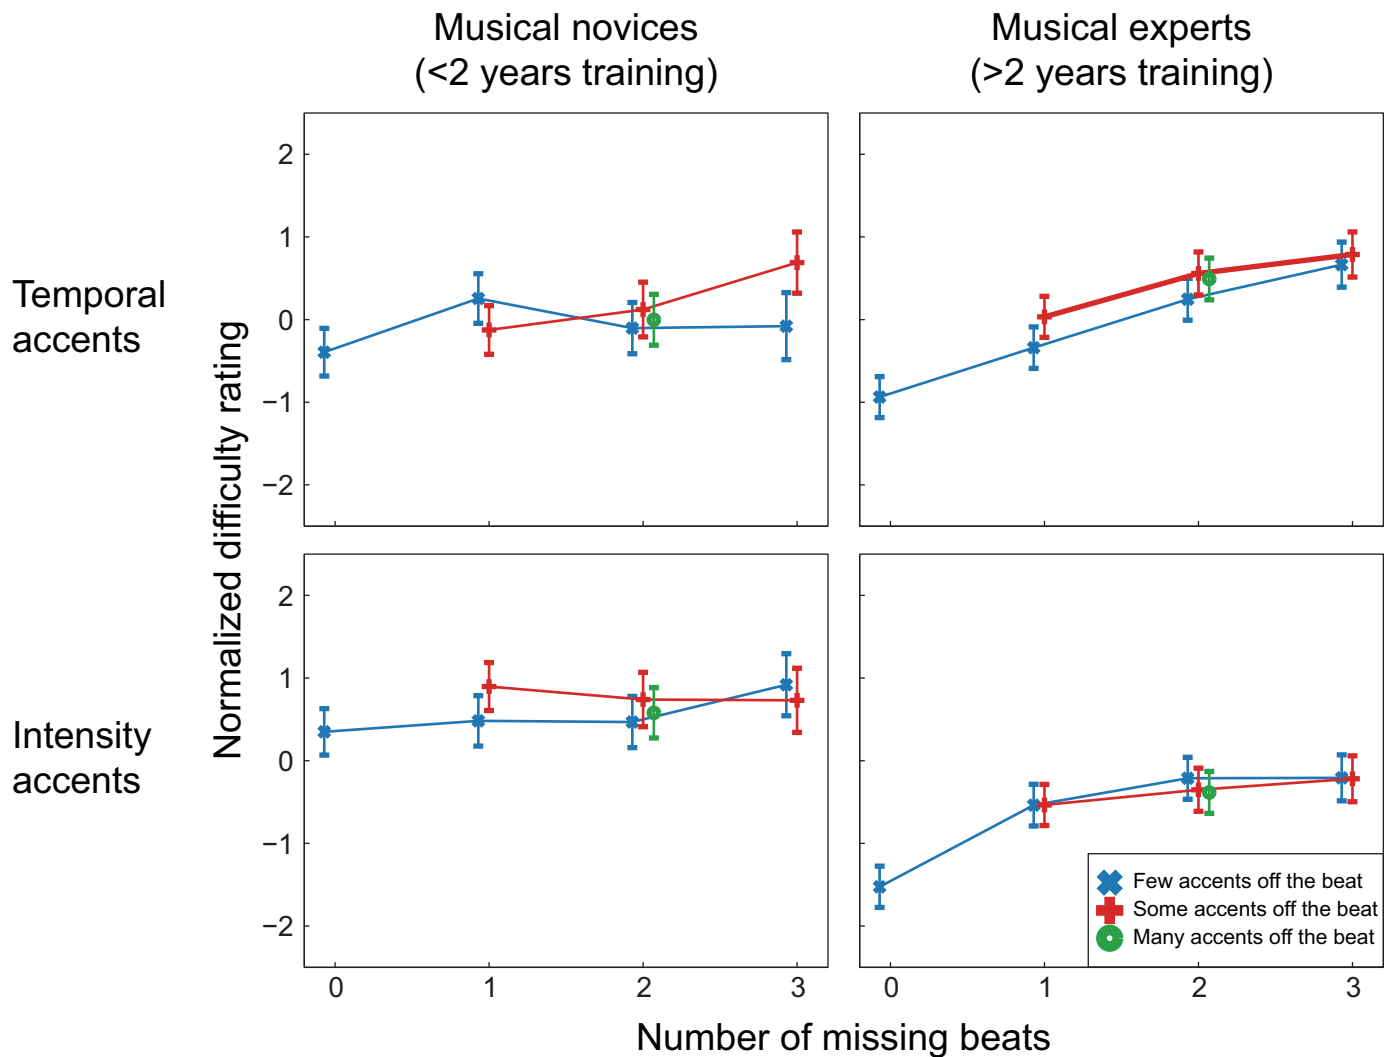 Musical novices
(<2 years training)
Musical experts
(>2 years training)
Temporal
accents
Intensity
accents
Normalized difficulty rating
2
1
0
−1
−2
2
1
0
−1
−2
0
1
2
3
0
1
2
3
Few accents off the beat
Some accents off the beat
Many accents off the beat
Number of missing beats